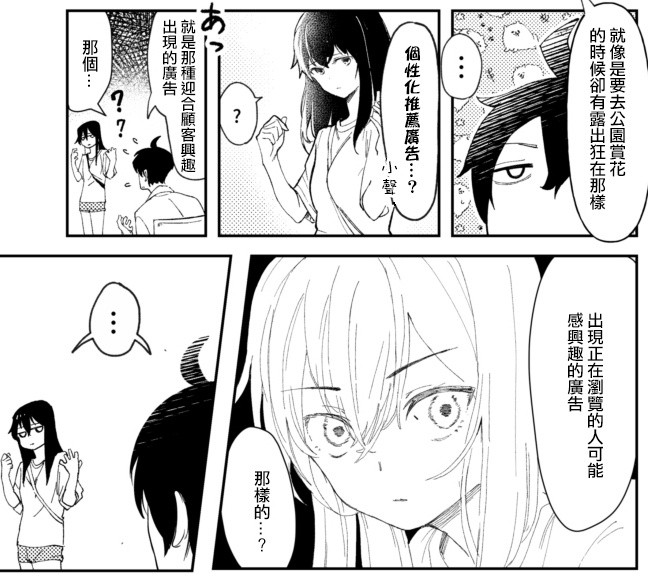 就像是要去公園賞花
的時候卻有露出狂在那樣
…
個性化推薦廣告…？
小聲
？
あっ
就是那種迎合顧客興趣
出現的廣告
那個…
？
？
出現正在瀏覽的人可能
感興趣的廣告
那樣的…？
…